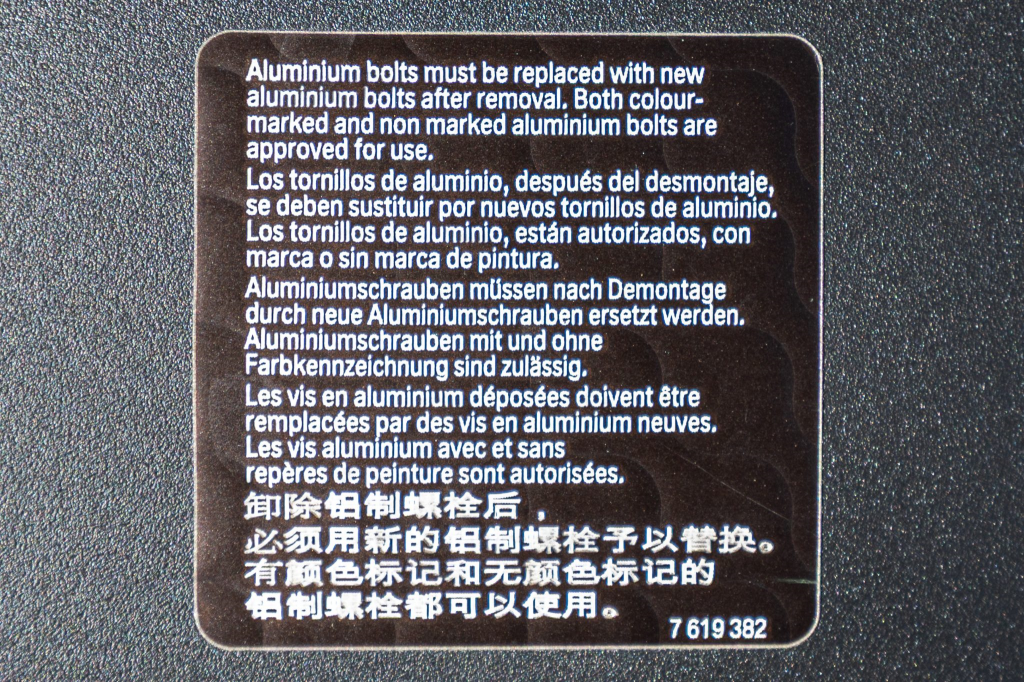 Aluminium bolts must be replaced with new
aluminium bolts after removal. Both colour-
marked and non marked aluminium bolts are
approved for use.
Los tornillos de aluminio, después del desmontaje,
se deben sustituir por nuevos tornillos de aluminio.
Los tornillos de aluminio, están autorizados, con
marca o sin marca de pintura.
Aluminiumschrauben müssen nach Demontage
durch neue Aluminiumschrauben ersetzt werden.
Aluminiumschrauben mit und ohne
Farbkennzeichnung sind zulässig.
Les vis en aluminium déposées doivent être
remplacées par des vis en aluminium neuves.
Les vis aluminium avec et sans
repères de peinture sont autorisées.
卸除铝制螺栓后，
必须用新的铝制螺栓予以替换。
有颜色标记和无颜色标记的
铝制螺栓都可以使用。
7 619 382